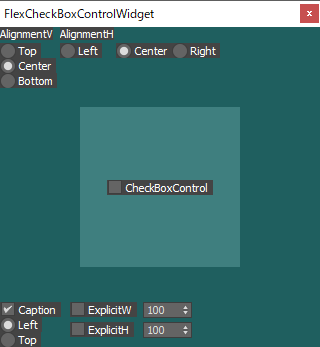 FlexCheckBoxControlWidget
AlignmentV AlignmentH
Top Left Center Right
Center
Bottom
CheckBoxControl
Caption ExplicitW 100
Left ExplicitH 100
Top